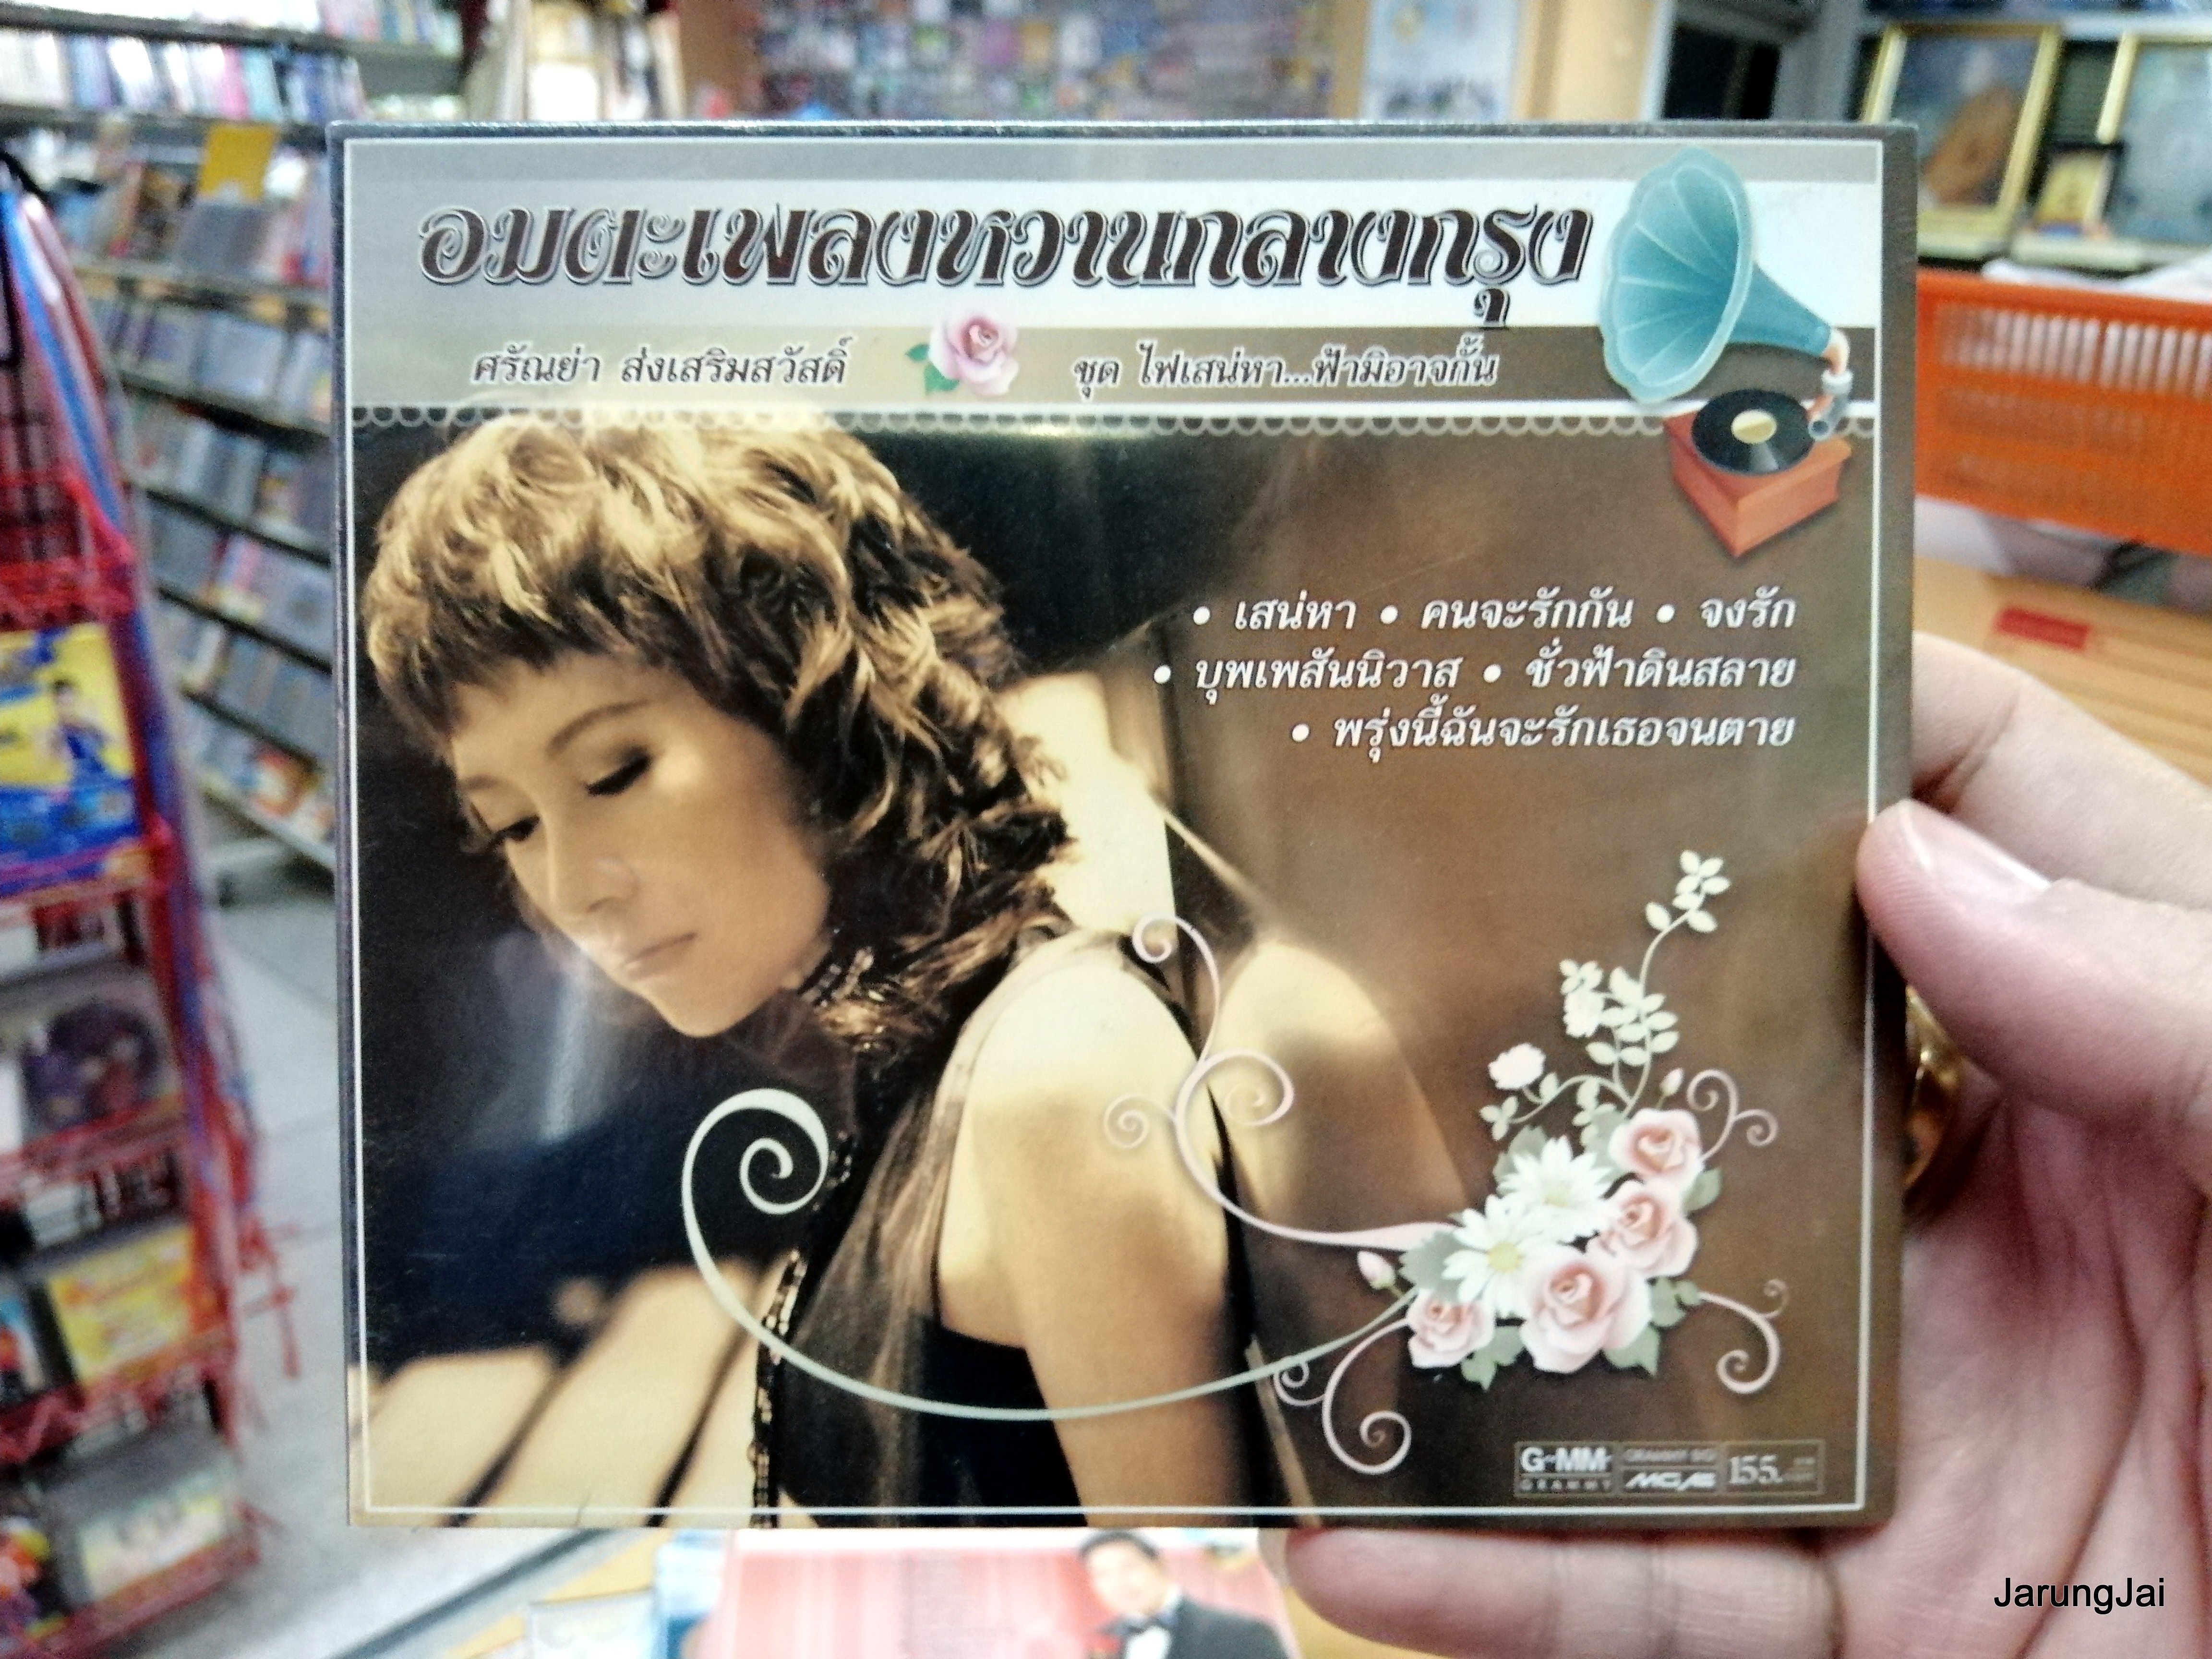 อมตะเพลงหวานกลางกรุง
ศรัณย่า ส่งเสริมสวัสดิ์ ชุด ไฟเสน่หา...ฟ้ามิอาจกั้น
• เสน่หา • คนจะรักกัน • จงรัก
• บุพเพสันนิวาส • ชั่วฟ้าดินสลาย
• พรุ่งนี้ฉันจะรักเธอจนตาย
GMM GRAMMY MGA 155.
JarungJai